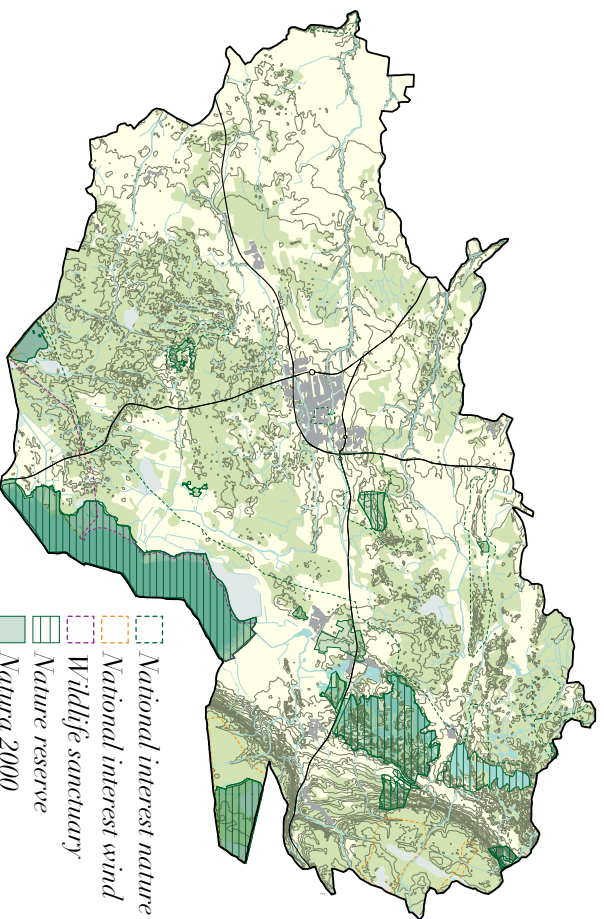 National interest nature
National interest wind
Wildlife sanctuary
Nature reserve
Natura 2000